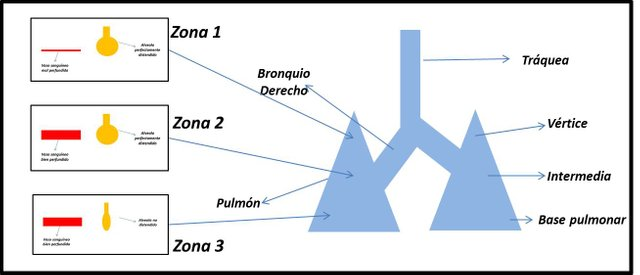 Zona 1
Vaso sanguíneo
mal perfundido
Alveolo
perfectamente
distendido
Zona 2
Vaso sanguíneo
bien perfundido
Alveolo
perfectamente
distendido
Zona 3
Vaso sanguíneo
bien perfundido
Alveolo no
distendido
Bronquio
Derecho
Pulmón
Tráquea
Vértice
Intermedia
Base pulmonar